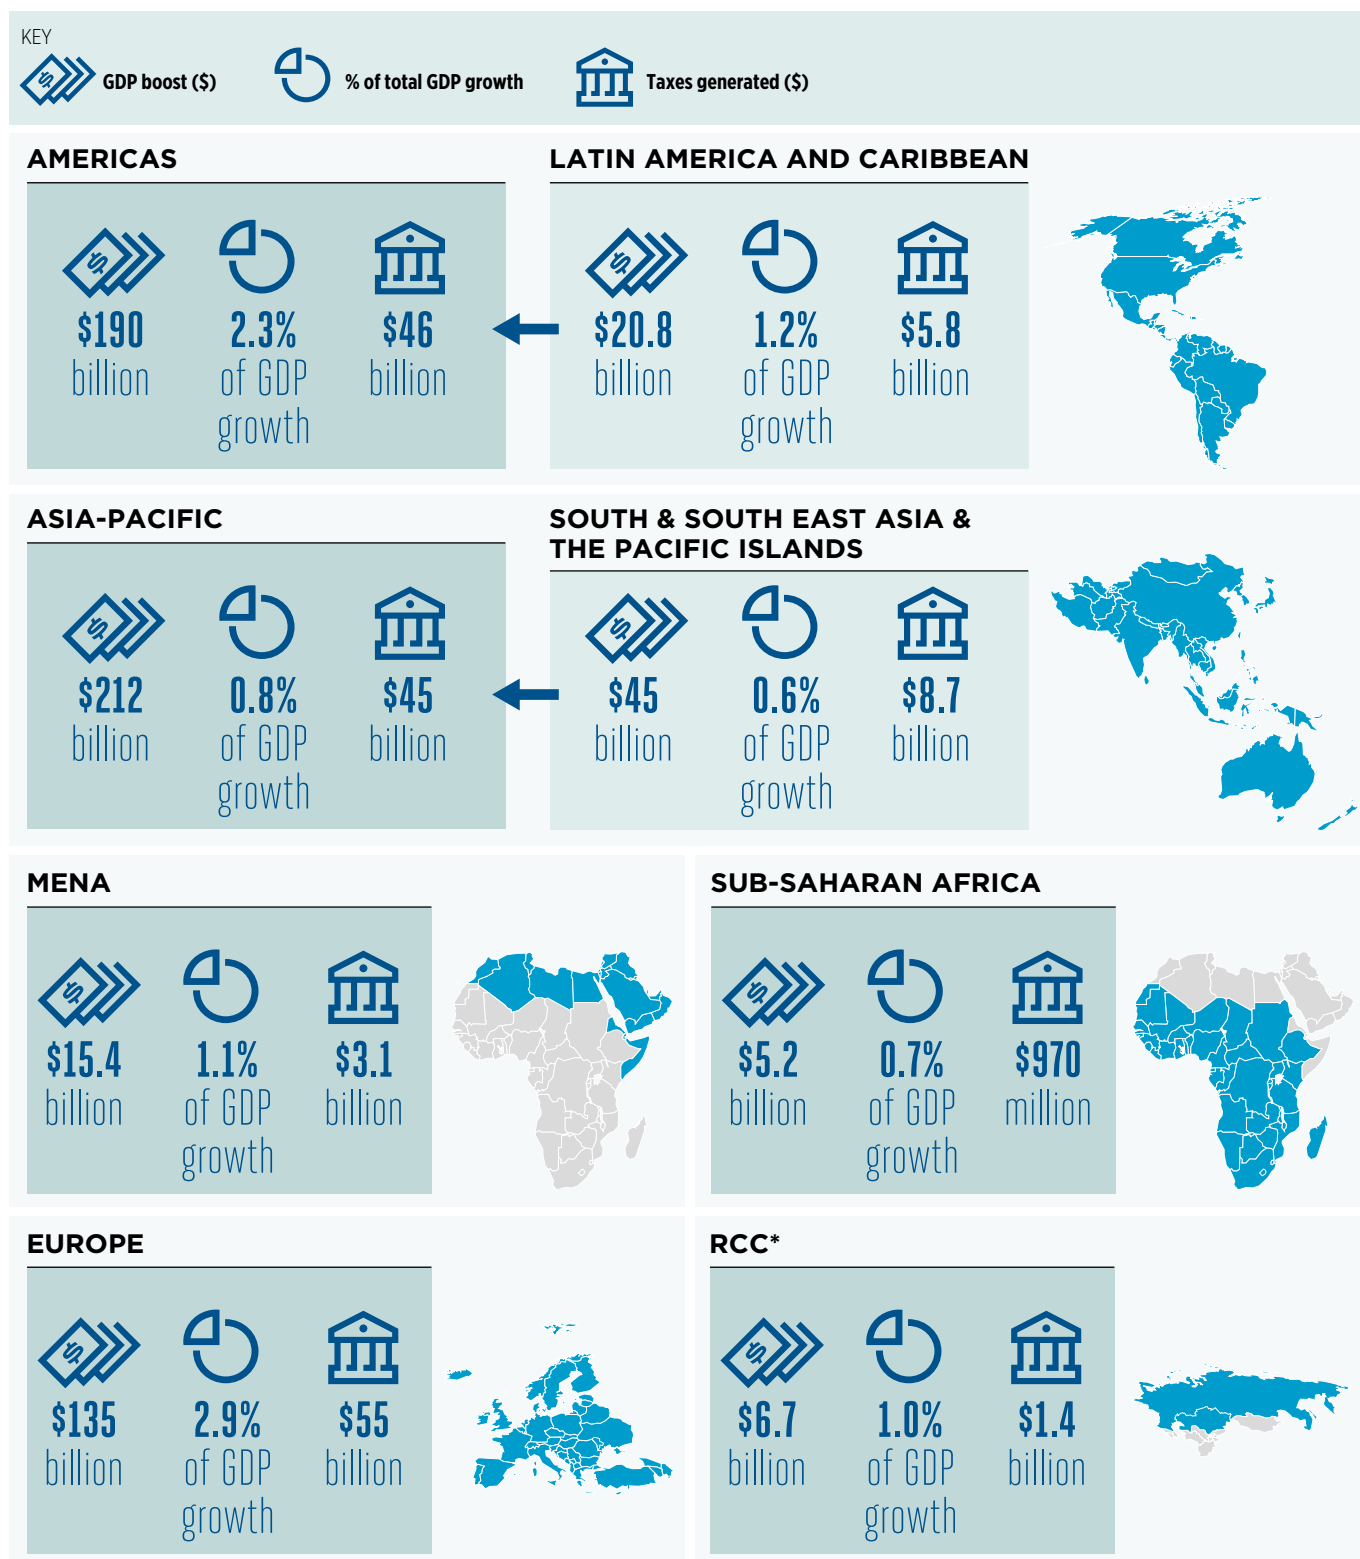 KEY
GDP boost ($)
% of total GDP growth
Taxes generated ($)
AMERICAS
$190
billion
2.3%
of GDP
growth
$46
billion
LATIN AMERICA AND CARIBBEAN
$20.8
billion
1.2%
of GDP
growth
$5.8
billion
ASIA-PACIFIC
$212
billion
0.8%
of GDP
growth
$45
billion
SOUTH & SOUTH EAST ASIA &
THE PACIFIC ISLANDS
$45
billion
0.6%
of GDP
growth
$8.7
billion
MENA
$15.4
billion
1.1%
of GDP
growth
$3.1
billion
SUB-SAHARAN AFRICA
$5.2
billion
0.7%
of GDP
growth
$970
million
EUROPE
$135
billion
2.9%
of GDP
growth
$55
billion
RCC*
$6.7
billion
1.0%
of GDP
growth
$1.4
billion